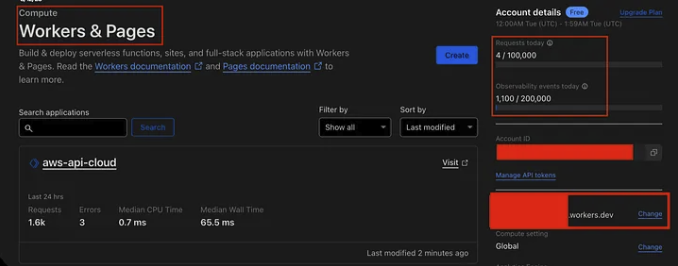 Compute
Workers & Pages
Build & deploy serverless functions, sites, and full-stack applications with Workers
& Pages. Read the Workers documentation and Pages documentation to
learn more.
Create
Search applications
Search
Filter by
Show all
Sort by
Last modified
aws-api-cloud
Visit
Last 24 hrs
Requests
1.6k
Errors
3
Median CPU Time
0.7 ms
Median Wall Time
65.5 ms
Last modified 2 minutes ago
Account details Free Upgrade Plan
12:00AM Tue (UTC) - 1:59AM Tue (UTC)
Requests today
4 / 100,000
Observability events today
1,100 / 200,000
Account ID
Manage API tokens
.workers.dev Change
Compute setting
Global Change